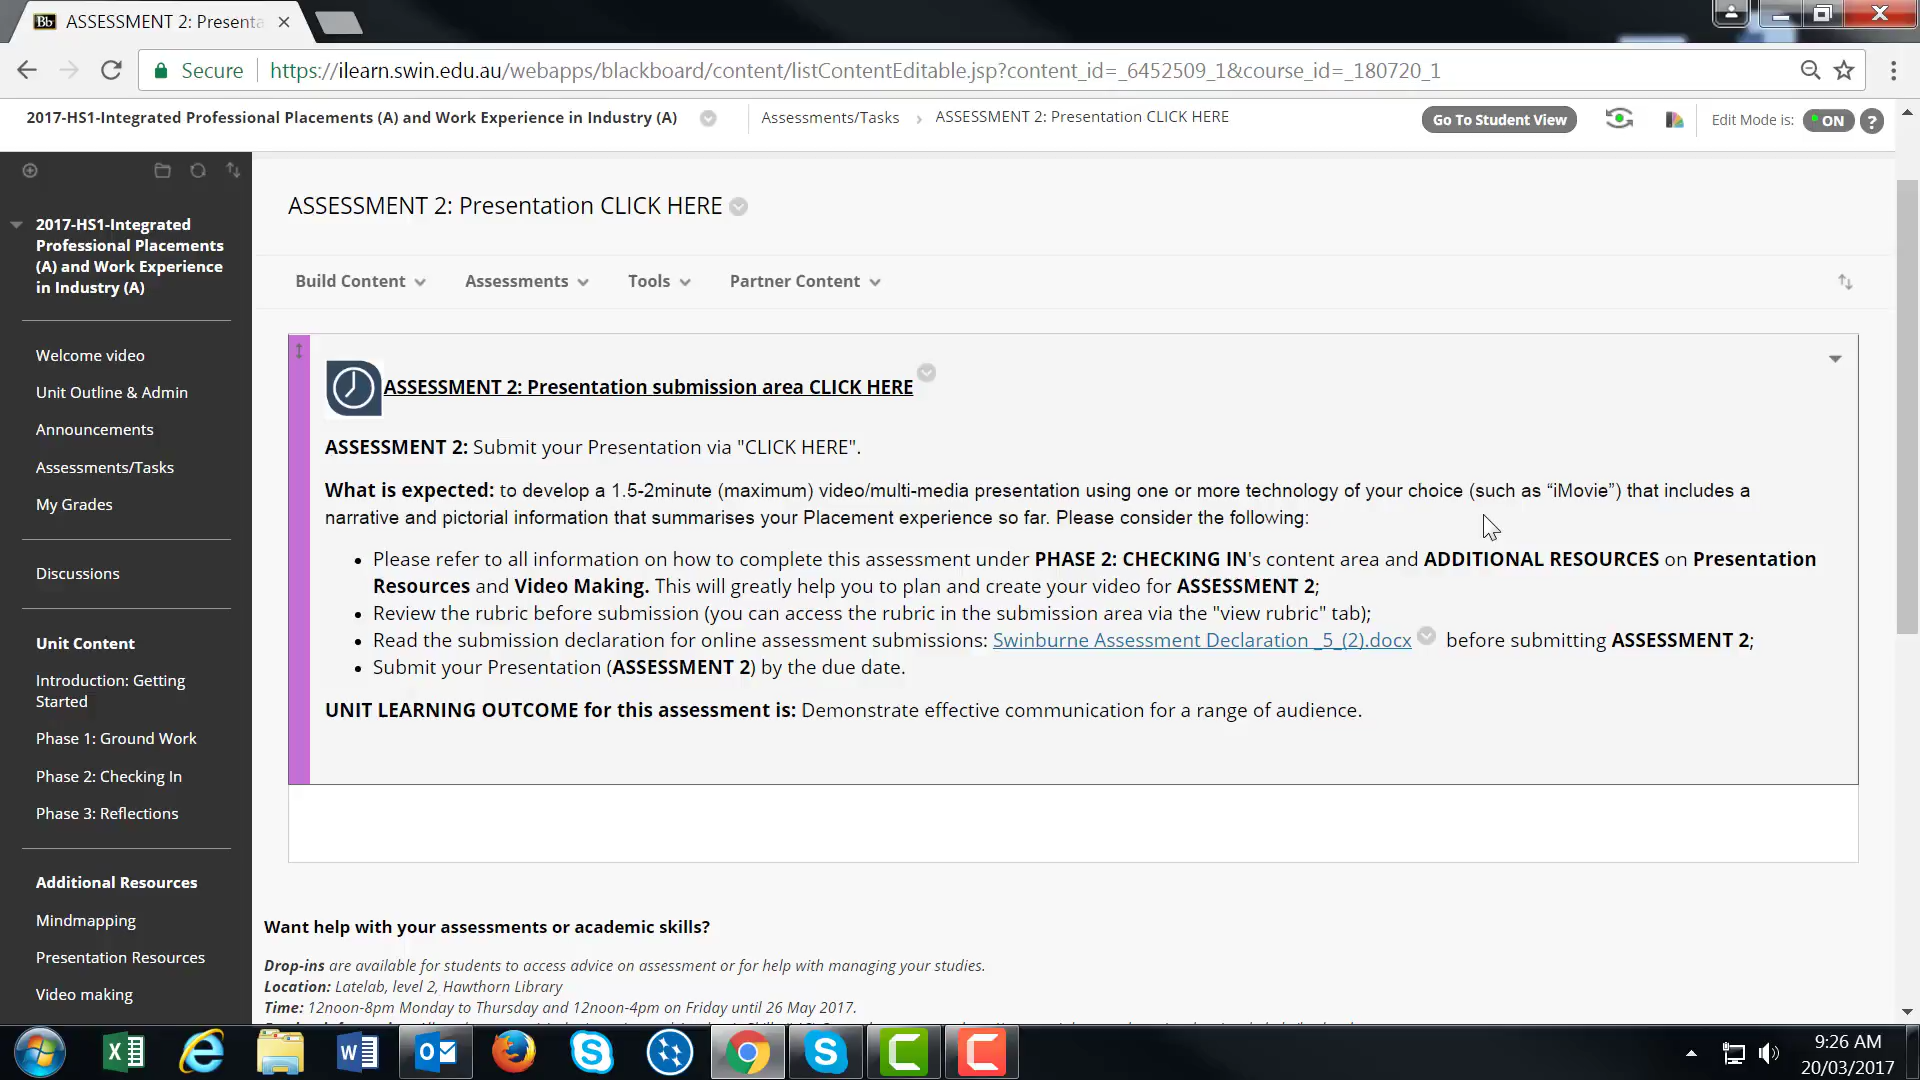 ASSESSMENT 2: Presenta
Secure https://ilearn.swin.edu.au/webapps/blackboard/content/listContentEditable.jsp?content_id=_6452509_1&course_id=_180720_1
2017-HS1-Integrated Professional Placements (A) and Work Experience in Industry (A) Assessments/Tasks ASSESSMENT 2: Presentation CLICK HERE Go To Student View Edit Mode is: ON ?
2017-HS1-Integrated
Professional Placements
(A) and Work Experience
in Industry (A)
Welcome video
Unit Outline & Admin
Announcements
Assessments/Tasks
My Grades
Discussions
Unit Content
Introduction: Getting
Started
Phase 1: Ground Work
Phase 2: Checking In
Phase 3: Reflections
Additional Resources
Mindmapping
Presentation Resources
Video making
ASSESSMENT 2: Presentation CLICK HERE
Build Content Assessments Tools Partner Content
ASSESSMENT 2: Presentation submission area CLICK HERE
ASSESSMENT 2: Submit your Presentation via "CLICK HERE".
What is expected: to develop a 1.5-2minute (maximum) video/multi-media presentation using one or more technology of your choice (such as “iMovie”) that includes a
narrative and pictorial information that summarises your Placement experience so far. Please consider the following:
• Please refer to all information on how to complete this assessment under PHASE 2: CHECKING IN's content area and ADDITIONAL RESOURCES on Presentation
Resources and Video Making. This will greatly help you to plan and create your video for ASSESSMENT 2;
• Review the rubric before submission (you can access the rubric in the submission area via the "view rubric" tab);
• Read the submission declaration for online assessment submissions: Swinburne Assessment Declaration _5_(2).docx before submitting ASSESSMENT 2;
• Submit your Presentation (ASSESSMENT 2) by the due date.
UNIT LEARNING OUTCOME for this assessment is: Demonstrate effective communication for a range of audience.
Want help with your assessments or academic skills?
Drop-ins are available for students to access advice on assessment or for help with managing your studies.
Location: Latelab, level 2, Hawthorn Library
Time: 12noon-8pm Monday to Thursday and 12noon-4pm on Friday until 26 May 2017.
9:26 AM
20/03/2017